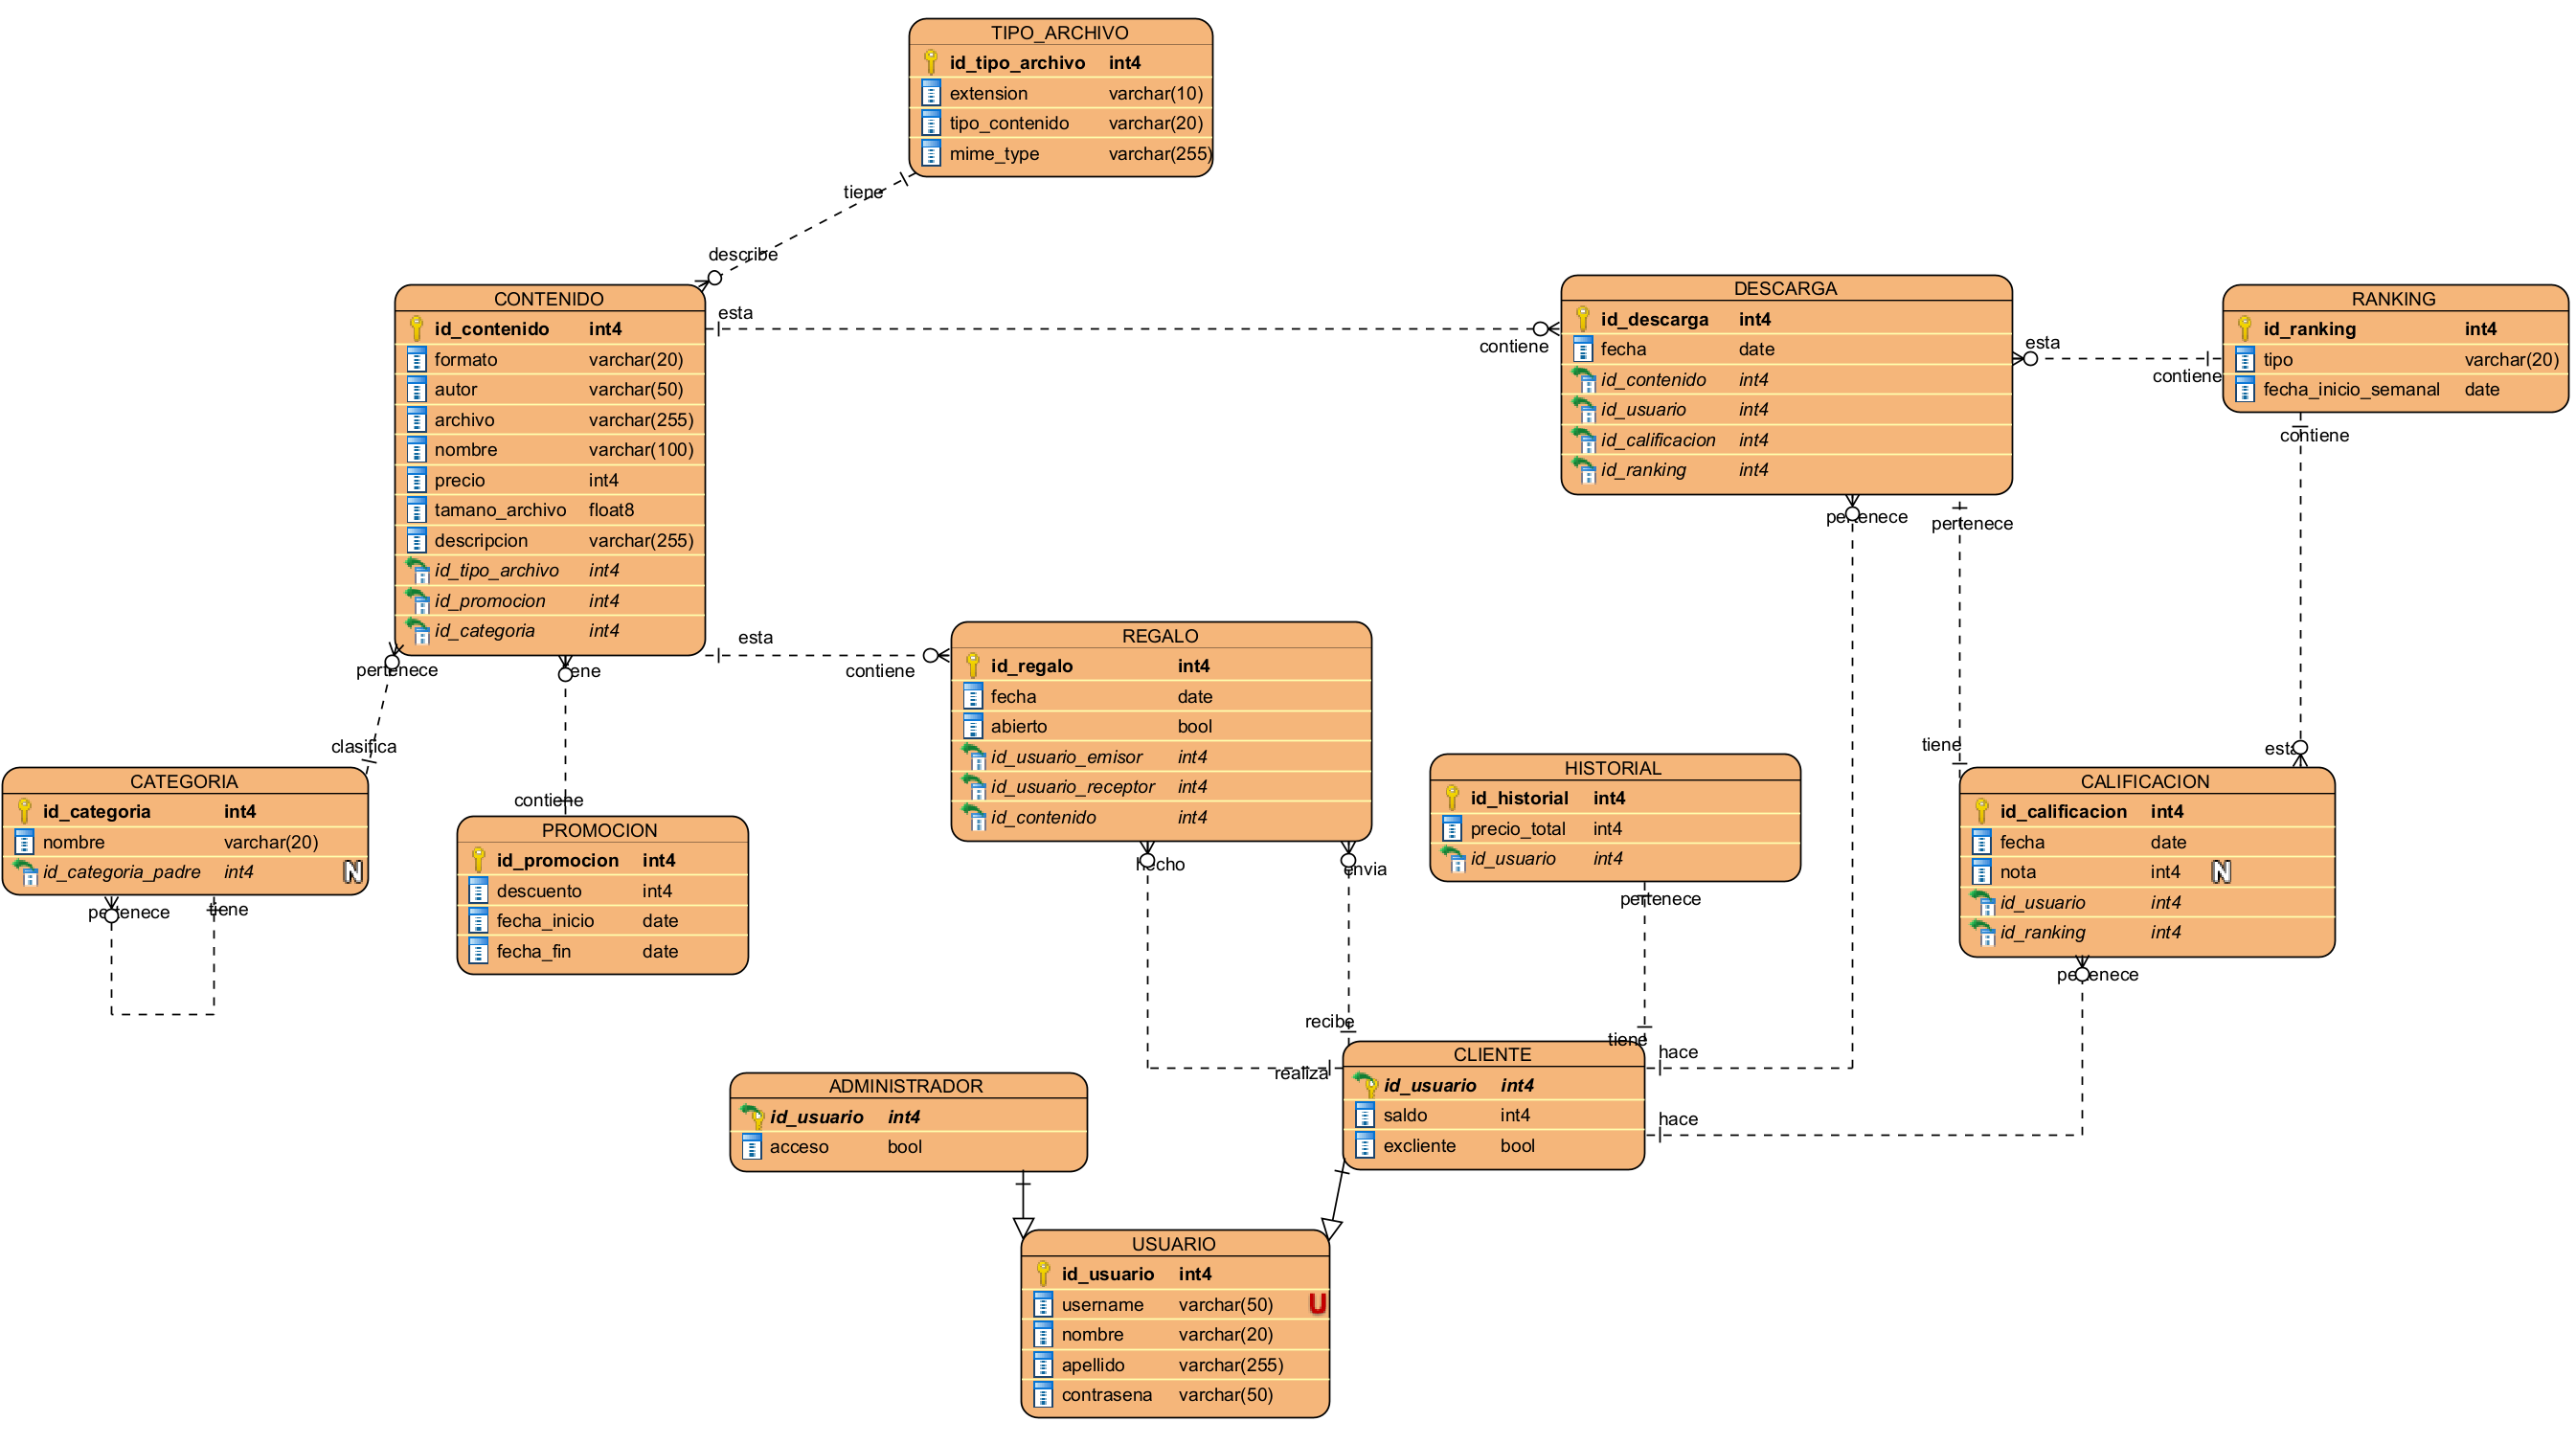 TIPO_ARCHIVO
id_tipo_archivo int4
extension varchar(10)
tipo_contenido varchar(20)
mime_type varchar(255)
tiene
describe
CONTENIDO
id_contenido int4
formato varchar(20)
autor varchar(50)
archivo varchar(255)
nombre varchar(100)
precio int4
tamano_archivo float8
descripcion varchar(255)
id_tipo_archivo int4
id_promocion int4
id_categoria int4
esta
contiene
DESCARGA
id_descarga int4
fecha date
id_contenido int4
id_usuario int4
id_calificacion int4
id_ranking int4
esta
contiene
RANKING
id_ranking int4
tipo varchar(20)
fecha_inicio_semanal date
contiene
pertenece
pertenece
esta
contiene
REGALO
id_regalo int4
fecha date
abierto bool
id_usuario_emisor int4
id_usuario_receptor int4
id_contenido int4
pertenece
ene
clasifica
contiene
CATEGORIA
id_categoria int4
nombre varchar(20)
id_categoria_padre int4 N
pertenece
tiene
PROMOCION
id_promocion int4
descuento int4
fecha_inicio date
fecha_fin date
HISTORIAL
id_historial int4
precio_total int4
id_usuario int4
tiene
esta
CALIFICACION
id_calificacion int4
fecha date
nota int4 N
id_usuario int4
id_ranking int4
hecho
envia
pertenece
pertenece
recibe
realiza
tiene
hace
hace
CLIENTE
id_usuario int4
saldo int4
excliente bool
ADMINISTRADOR
id_usuario int4
acceso bool
USUARIO
id_usuario int4
username varchar(50) U
nombre varchar(20)
apellido varchar(255)
contrasena varchar(50)